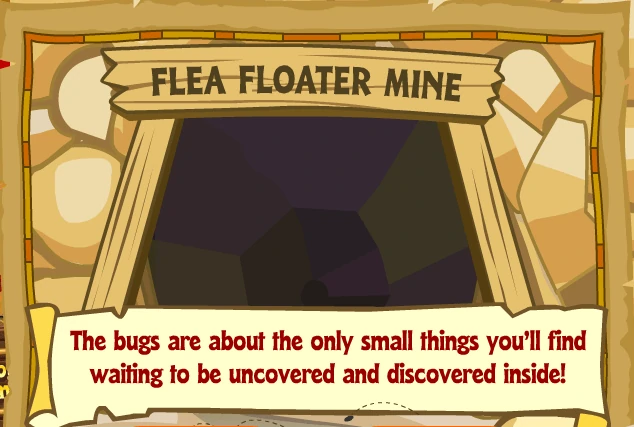 FLEA FLOATER MINE
The bugs are about the only small things you'll find
waiting to be uncovered and discovered inside!